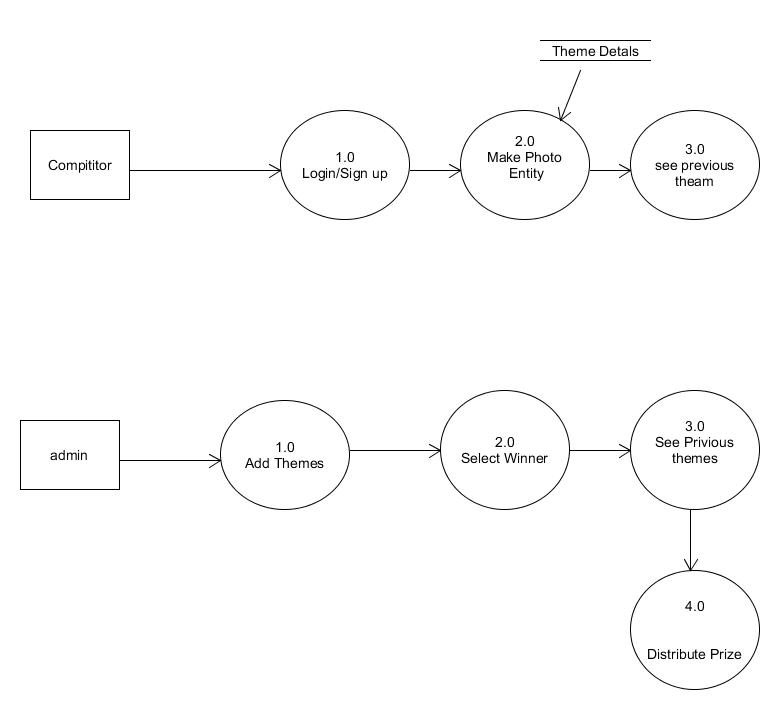 Theme Detals
Compititor
1.0
Login/Sign up
2.0
Make Photo
Entity
3.0
see previous
theam
admin
1.0
Add Themes
2.0
Select Winner
3.0
See Privious
themes
4.0
Distribute Prize